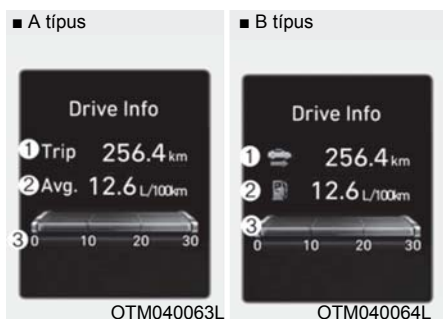 ■ A típus
Drive Info
① Trip 256.4 km
② Avg. 12.6 L/100km
③
0 10 20 30
OTM040063L
■ B típus
Drive Info
① 256.4 km
② 12.6 L/100km
③
0 10 20 30
OTM040064L